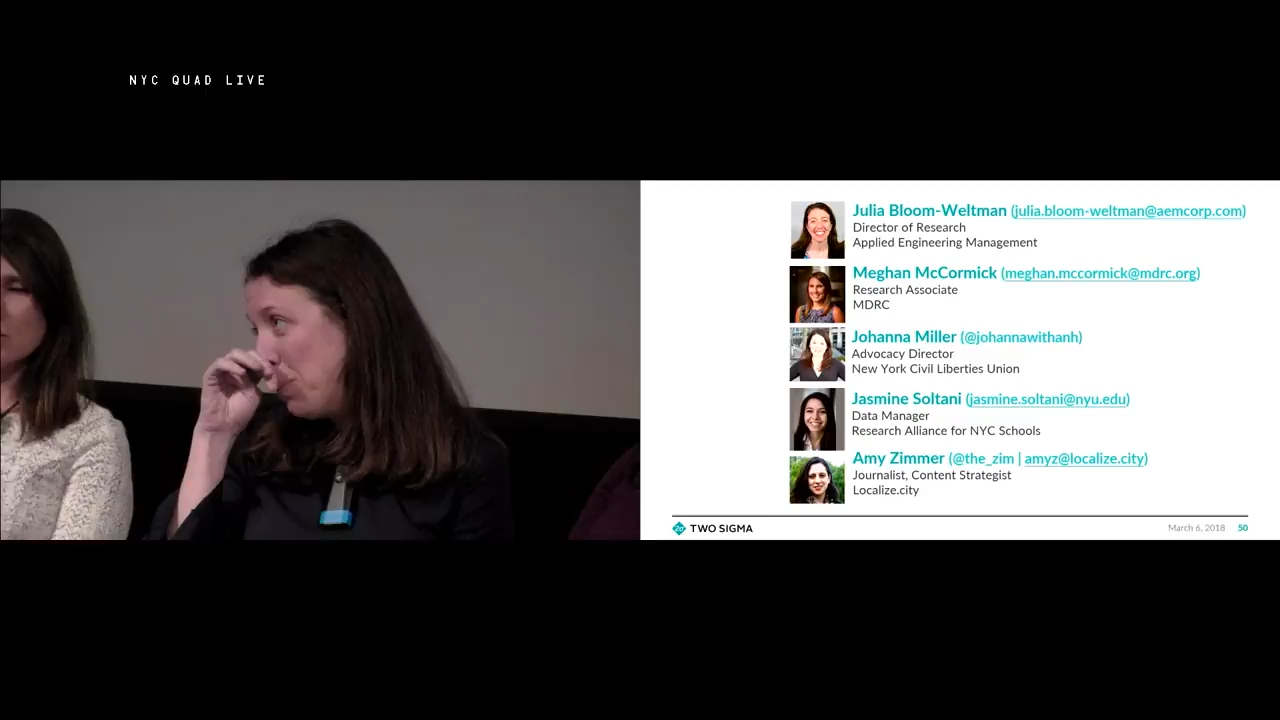 NYC QUAD LIVE
Julia Bloom-Weltman (julia.bloom-weltman@aemcorp.com)
Director of Research
Applied Engineering Management
Meghan McCormick (meghan.mccormick@mdrc.org)
Research Associate
MDRC
Johanna Miller (@johannawithanh)
Advocacy Director
New York Civil Liberties Union
Jasmine Soltani (jasmine.soltani@nyu.edu)
Data Manager
Research Alliance for NYC Schools
Amy Zimmer (@the_zim | amyz@localize.city)
Journalist, Content Strategist
Localize.city
2σ TWO SIGMA
March 6, 2018 50